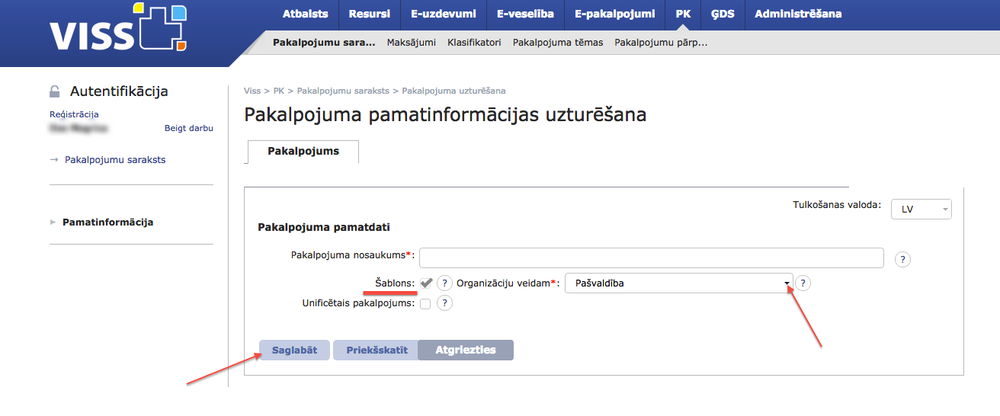 VISS
Atbalsts Resursi E-uzdevumi E-veselība E-pakalpojumi PK ĢDS Administrēšana
Pakalpojumu sara... Maksājumi Klasifikatori Pakalpojuma tēmas Pakalpojumu pārp...
Autentifikācija
Reģistrācija
Beigt darbu
→ Pakalpojumu saraksts
Pamatinformācija
Viss > PK > Pakalpojumu saraksts > Pakalpojuma uzturēšana
Pakalpojuma pamatinformācijas uzturēšana
Pakalpojums
Tulkošanas valoda: LV
Pakalpojuma pamatdati
Pakalpojuma nosaukums*: ?
Šablons: ? Organizāciju veidam*: Pašvaldība ?
Unificētais pakalpojums: ?
Saglabāt Priekšskatīt Atgriezties